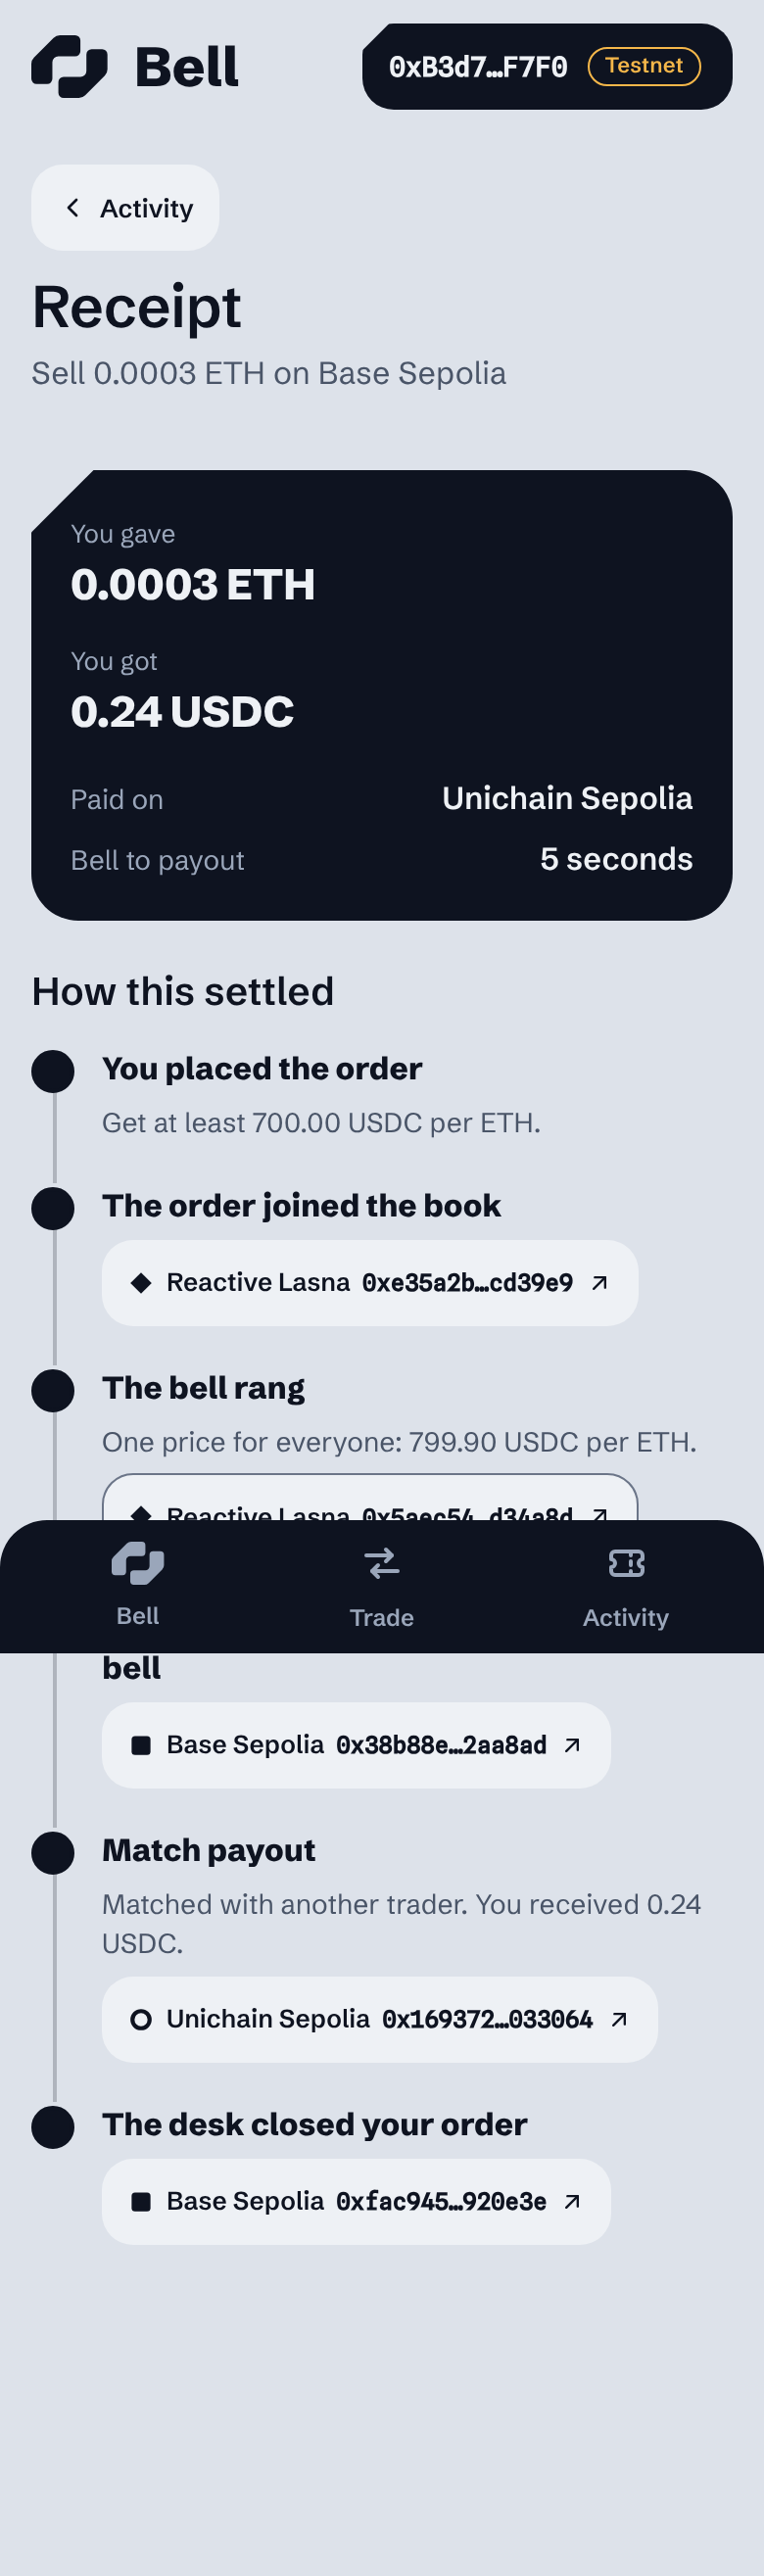 Bell
0xB3d7…F7F0 Testnet
Activity
Receipt
Sell 0.0003 ETH on Base Sepolia
You gave
0.0003 ETH
You got
0.24 USDC
Paid on Unichain Sepolia
Bell to payout 5 seconds
How this settled
You placed the order
Get at least 700.00 USDC per ETH.
The order joined the book
Reactive Lasna 0xe35a2b…cd39e9
The bell rang
One price for everyone: 799.90 USDC per ETH.
Reactive Lasna 0x5aec54…d34a8d
Bell Trade Activity
bell
Base Sepolia 0x38b88e…2aa8ad
Match payout
Matched with another trader. You received 0.24
USDC.
Unichain Sepolia 0x169372…033064
The desk closed your order
Base Sepolia 0xfac945…920e3e